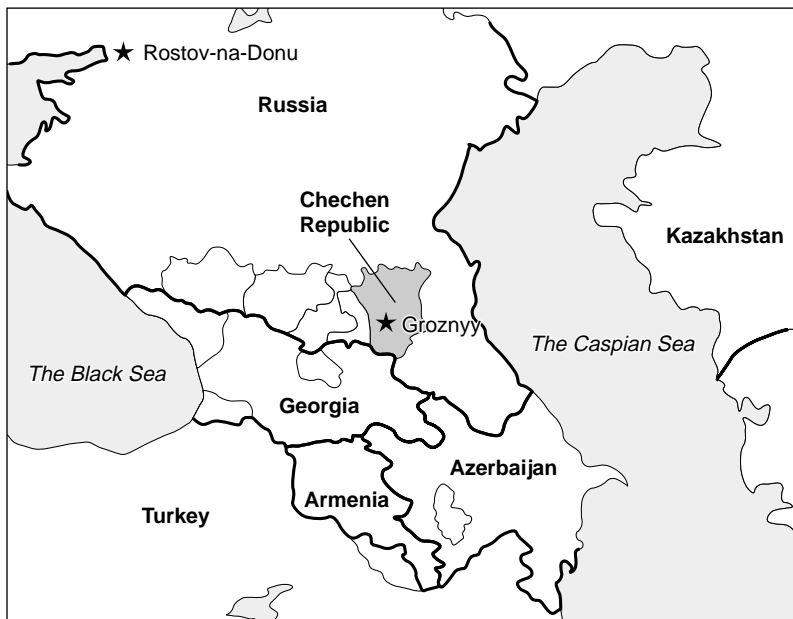 Rostov-na-Donu
Russia
Chechen
Republic
Kazakhstan
Groznyy
The Caspian Sea
The Black Sea
Georgia
Azerbaijan
Armenia
Turkey